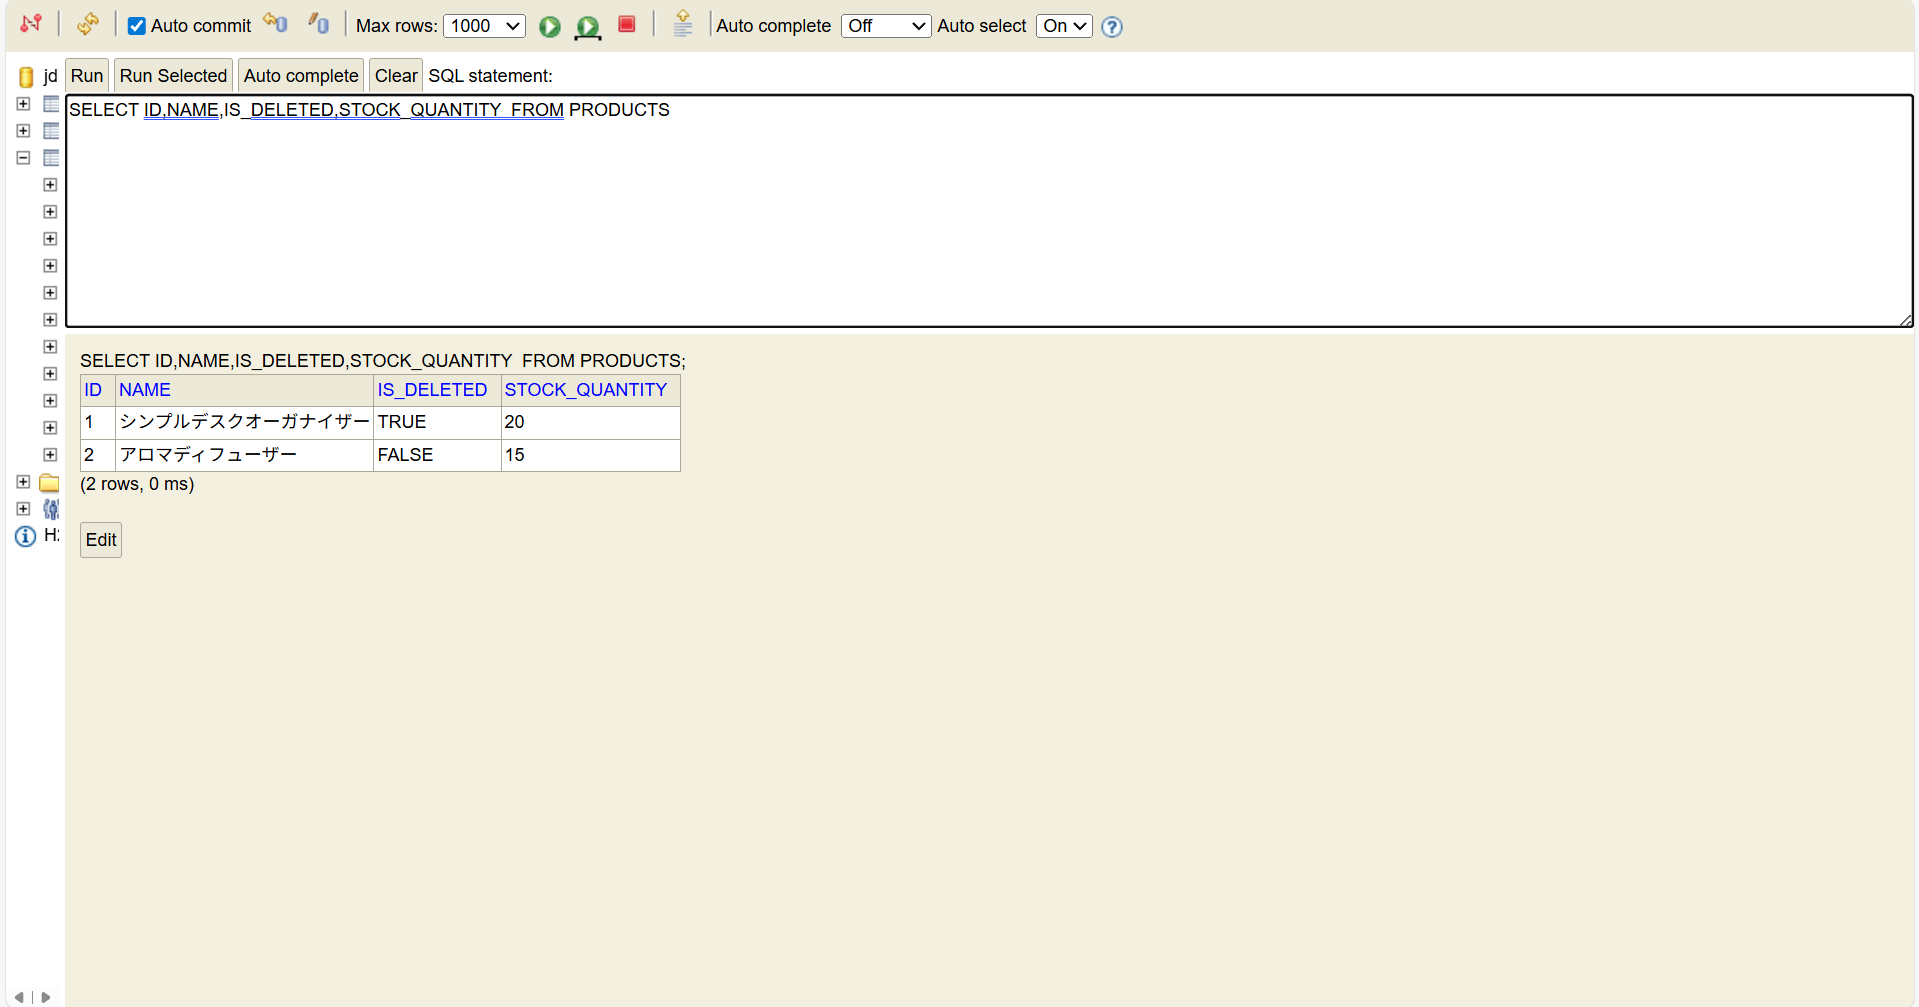 Auto commit Max rows: 1000 Auto complete Off Auto select On ?
jd Run Run Selected Auto complete Clear SQL statement:
SELECT ID,NAME,IS_DELETED,STOCK_QUANTITY  FROM PRODUCTS
SELECT ID,NAME,IS_DELETED,STOCK_QUANTITY  FROM PRODUCTS;
ID NAME IS_DELETED STOCK_QUANTITY
1 シンプルデスクオーガナイザー TRUE 20
2 アロマディフューザー FALSE 15
(2 rows, 0 ms)
Edit